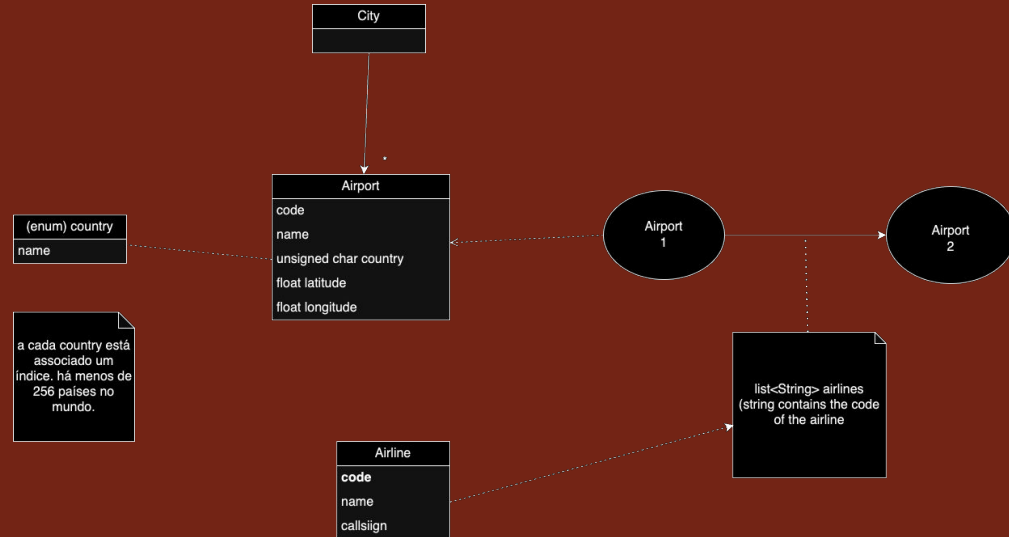 City
Airport
code
name
unsigned char country
float latitude
float longitude
(enum) country
name
a cada country está
associado um
índice. há menos de
256 países no
mundo.
Airport
1
Airport
2
list<String> airlines
(string contains the code
of the airline
Airline
code
name
callsiign